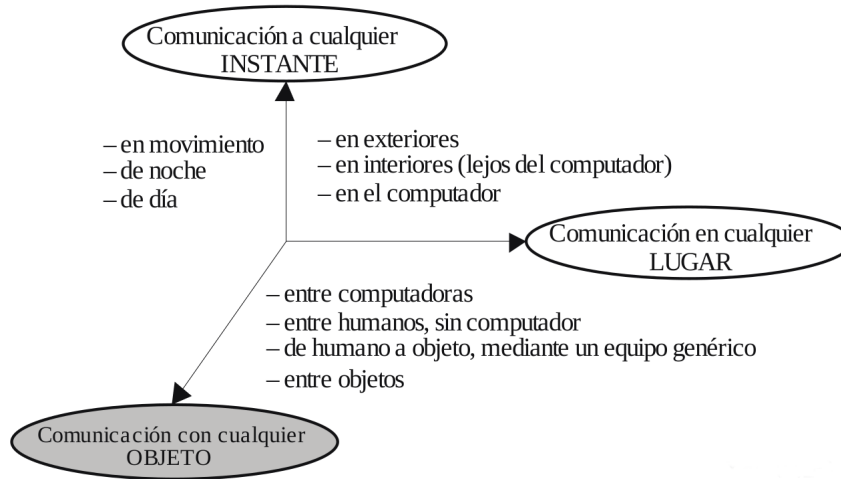 Comunicación a cualquier
INSTANTE
– en movimiento
– de noche
– de día
– en exteriores
– en interiores (lejos del computador)
– en el computador
Comunicación en cualquier
LUGAR
– entre computadoras
– entre humanos, sin computador
– de humano a objeto, mediante un equipo genérico
– entre objetos
Comunicación con cualquier
OBJETO